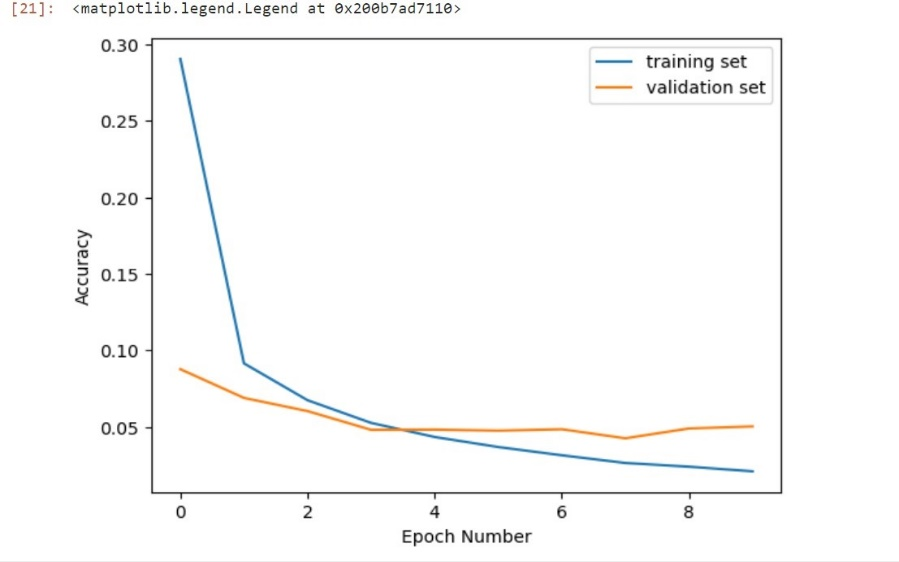 [21]: <matplotlib.legend.Legend at 0x200b7ad7110>
0.30
training set
validation set
0.25
0.20
0.15
0.10
0.05
Accuracy
0 2 4 6 8
Epoch Number